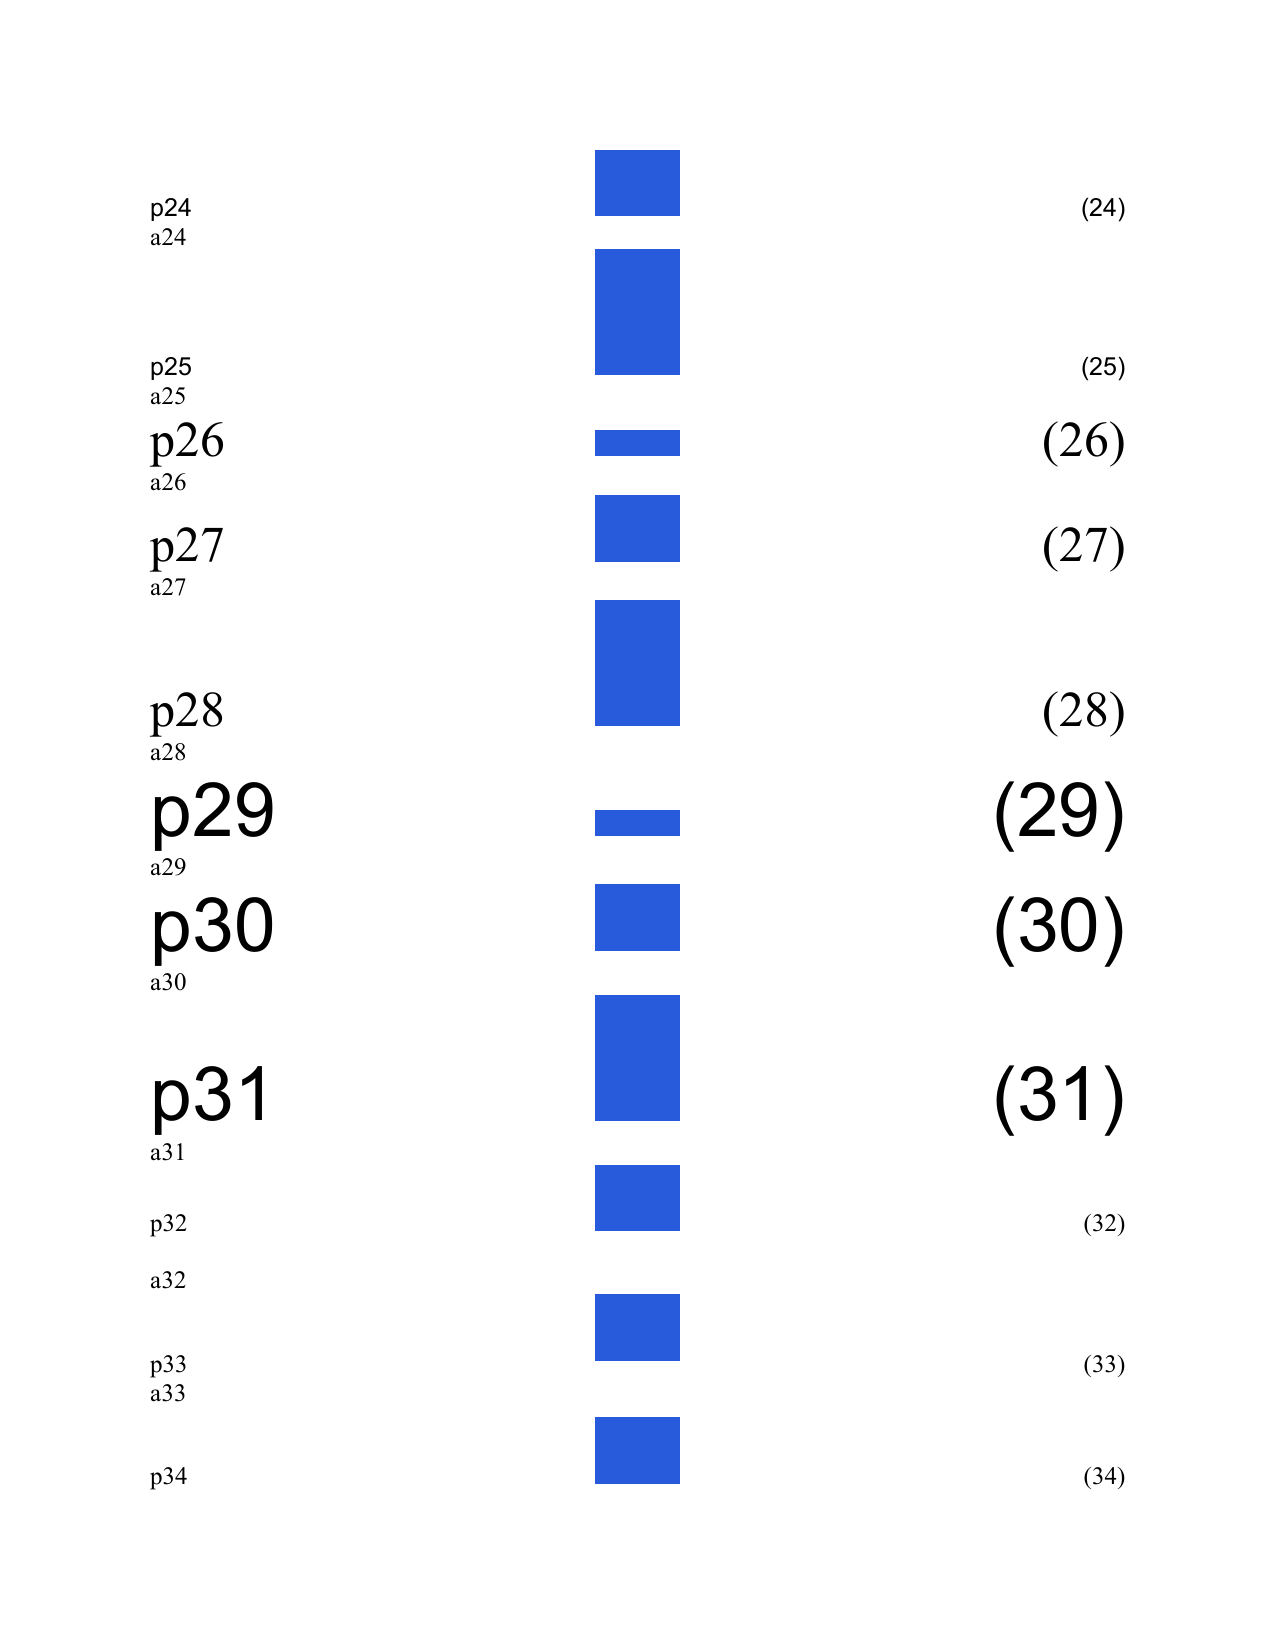 p24 (24)
a24
p25 (25)
a25
p26 (26)
a26
p27 (27)
a27
p28 (28)
a28
p29 (29)
a29
p30 (30)
a30
p31 (31)
a31
p32 (32)
a32
p33 (33)
a33
p34 (34)